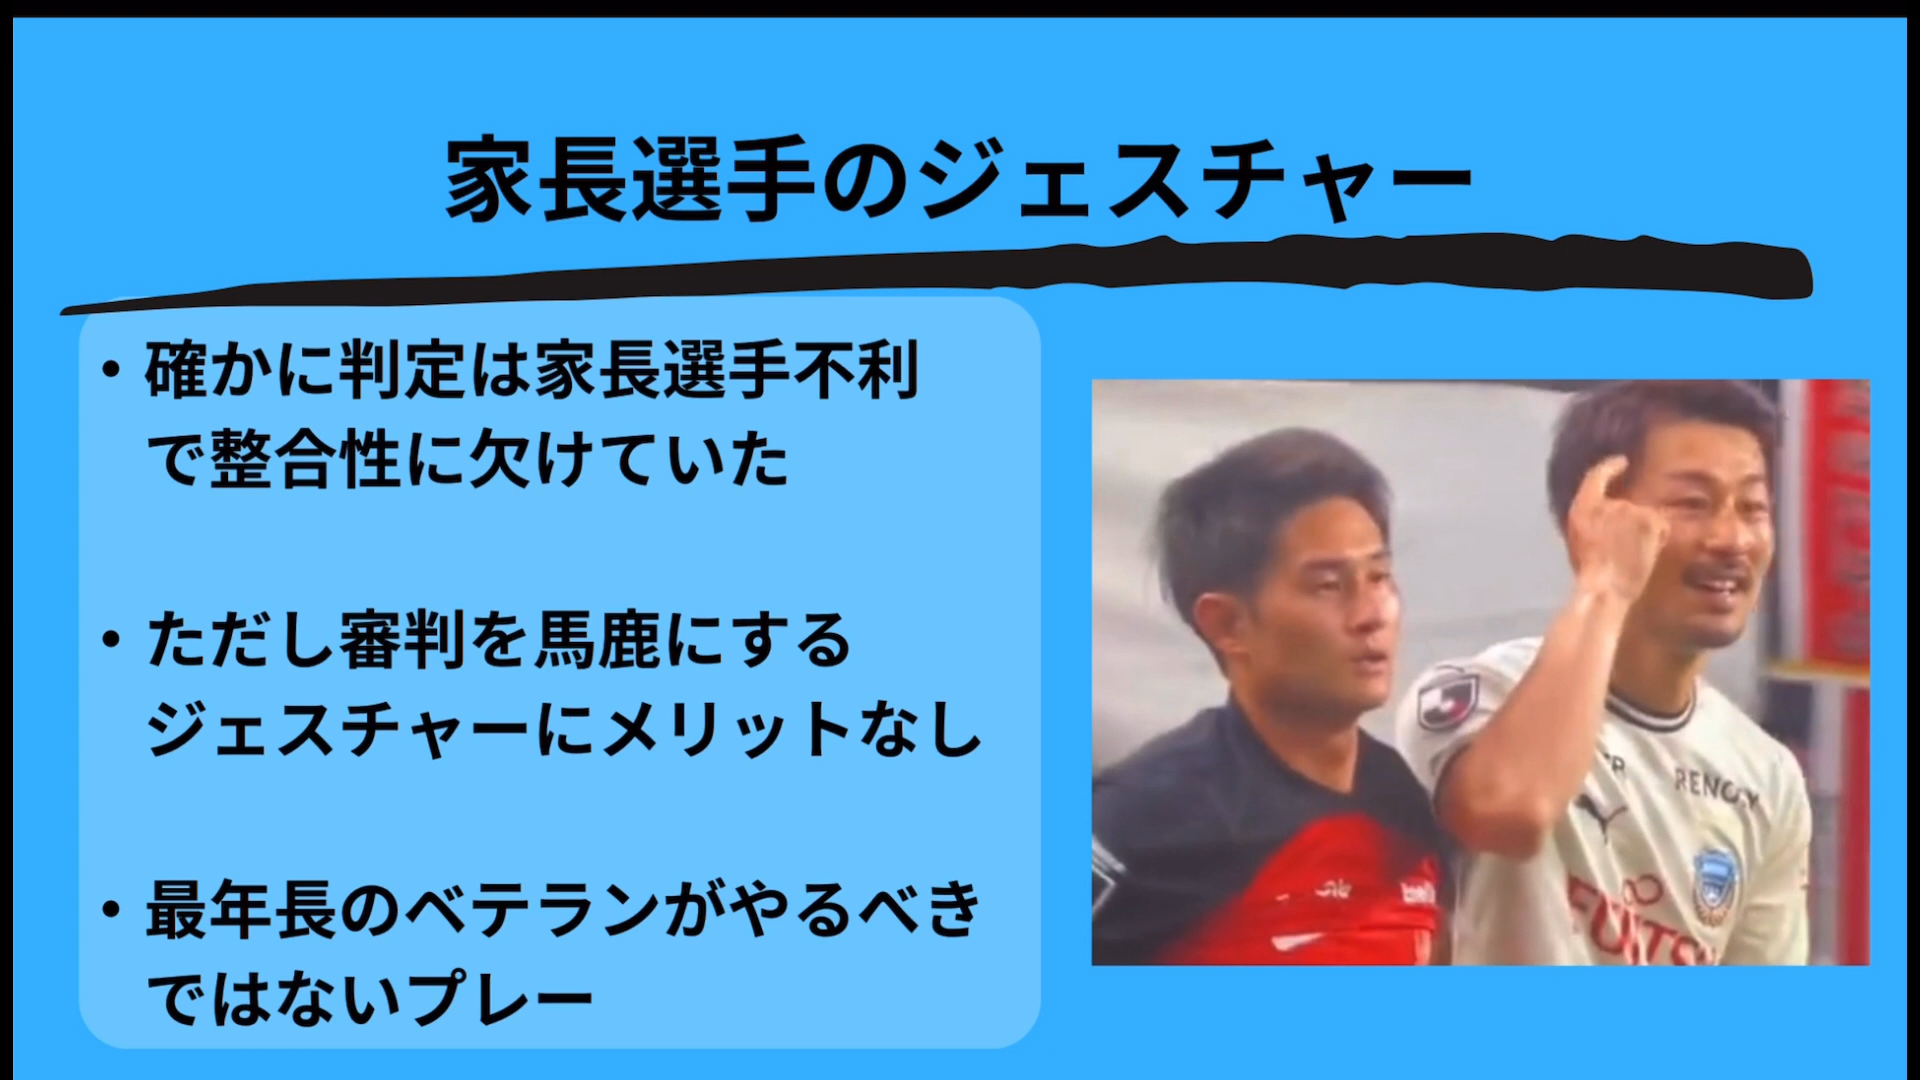 家長選手のジェスチャー
・確かに判定は家長選手不利
で整合性に欠けていた
・ただし審判を馬鹿にする
ジェスチャーにメリットなし
・最年長のベテランがやるべき
ではないプレー